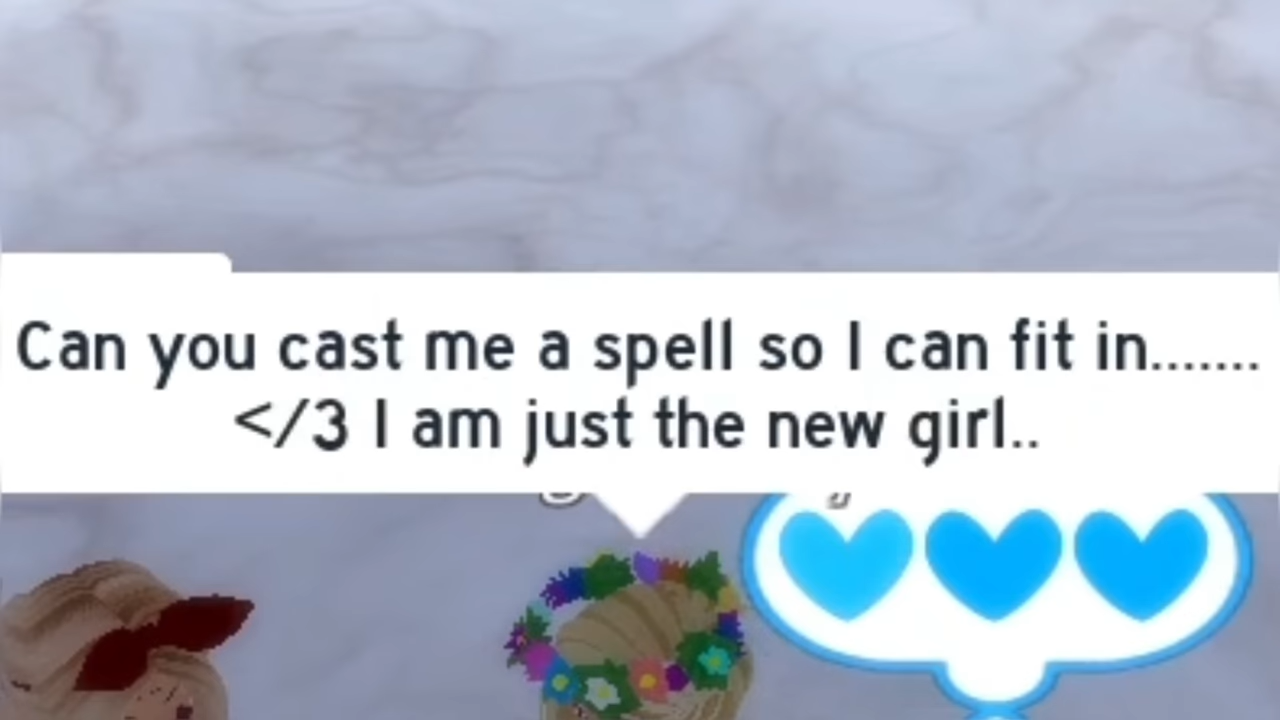 Can you cast me a spell so I can fit in.......
</3 I am just the new girl..